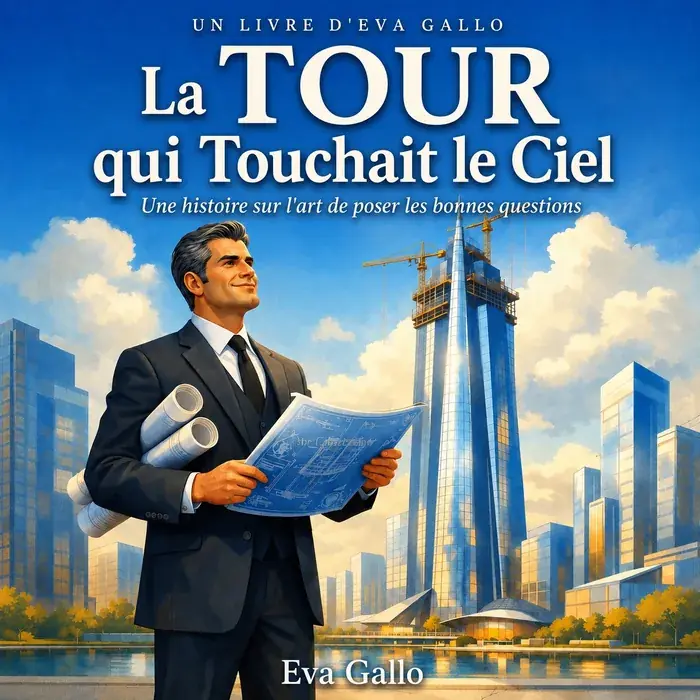 UN LIVRE D'EVA GALLO
La TOUR
qui Touchait le Ciel
Une histoire sur l'art de poser les bonnes questions
Eva Gallo